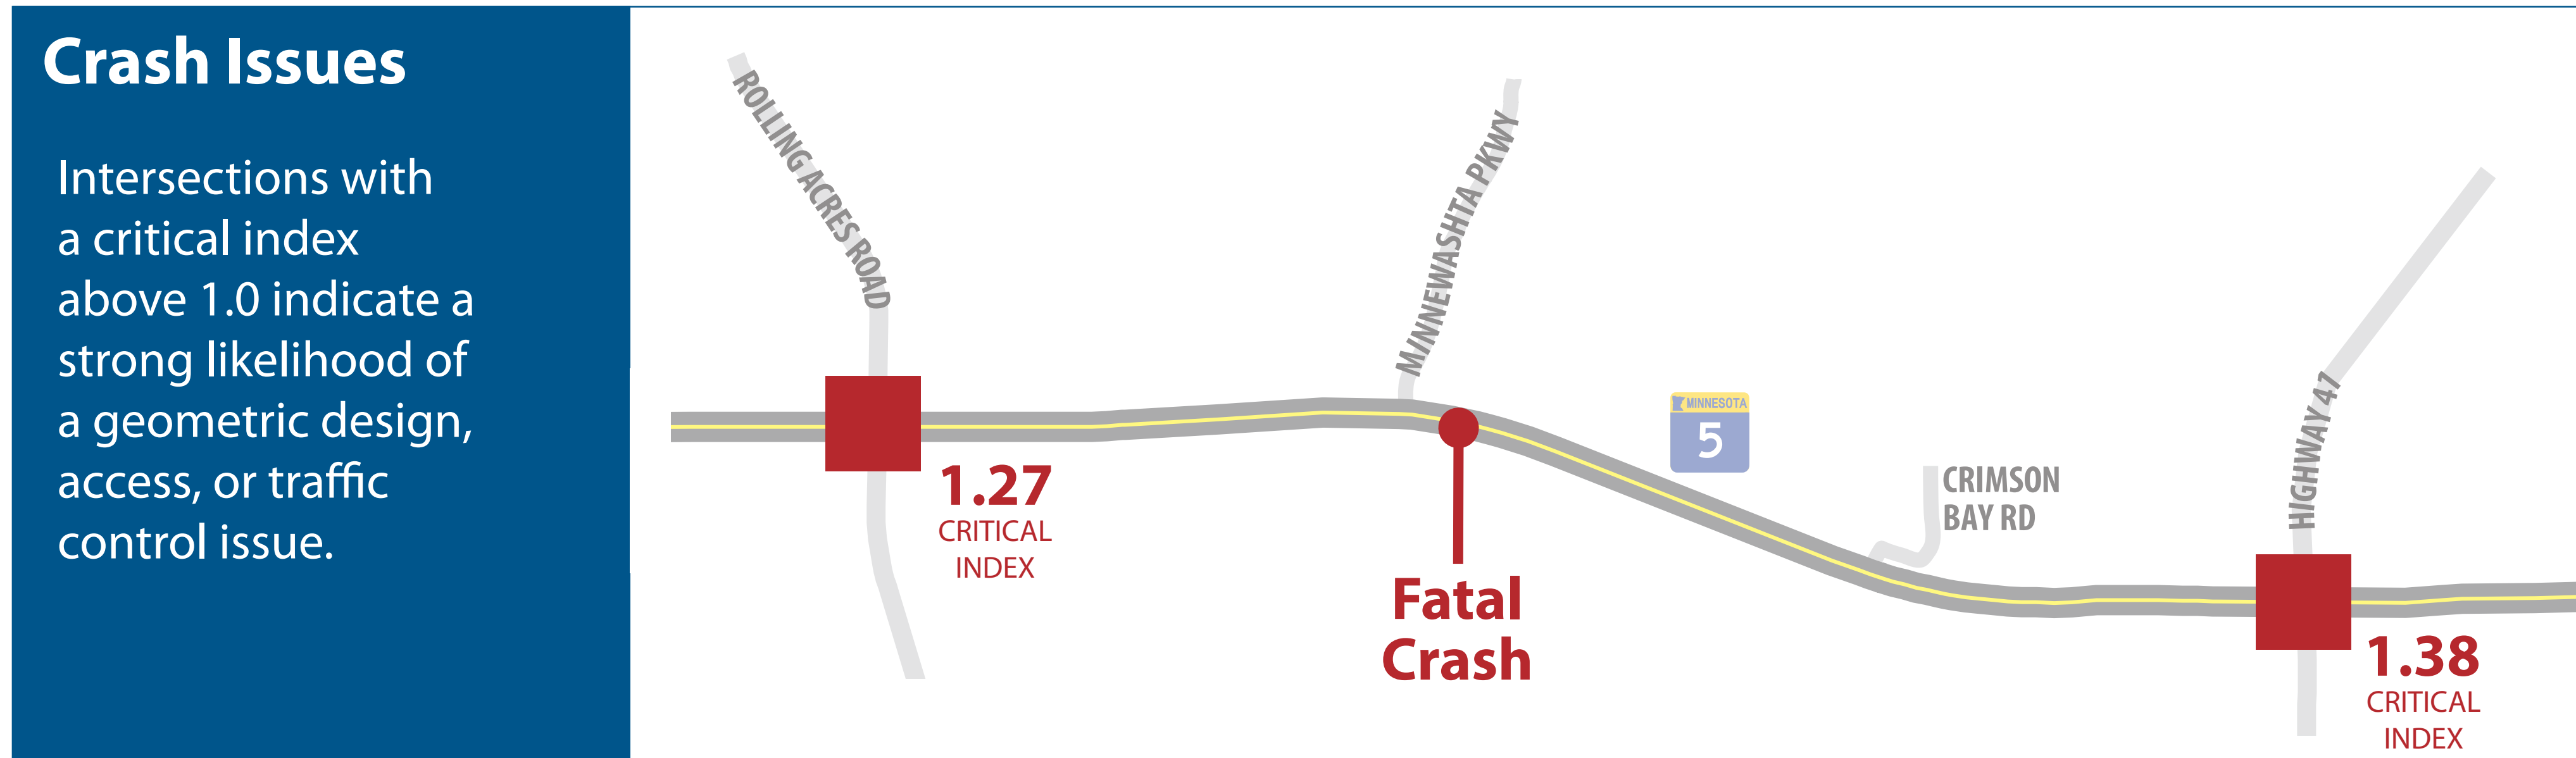 Crash Issues
Intersections with
a critical index
above 1.0 indicate a
strong likelihood of
a geometric design,
access, or traffic
control issue.
ROLLING ACRES ROAD
1.27
CRITICAL
INDEX
MINNEWASHTA PKWY
Fatal
Crash
MINNESOTA
5
CRIMSON
BAY RD
HIGHWAY 47
1.38
CRITICAL
INDEX